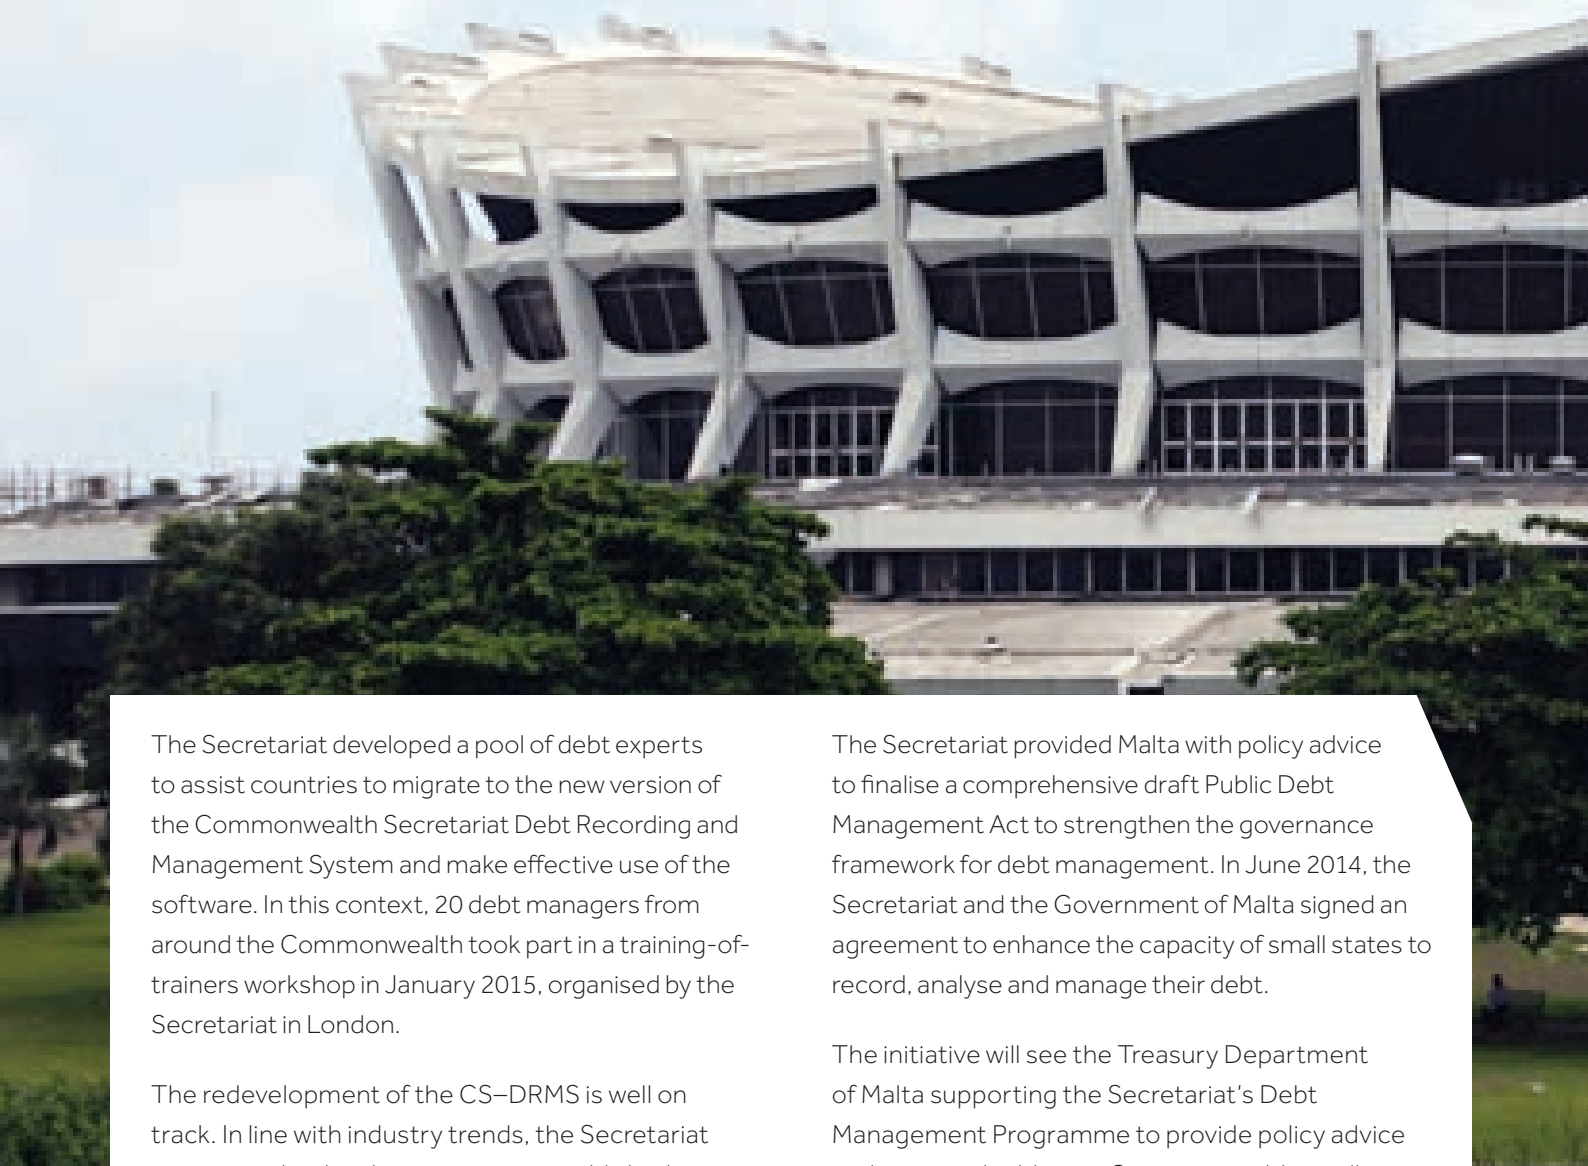 The Secretariat developed a pool of debt experts
to assist countries to migrate to the new version of
the Commonwealth Secretariat Debt Recording and
Management System and make effective use of the
software. In this context, 20 debt managers from
around the Commonwealth took part in a training-of-
trainers workshop in January 2015, organised by the
Secretariat in London.
The redevelopment of the CS–DRMS is well on
track. In line with industry trends, the Secretariat
The Secretariat provided Malta with policy advice
to finalise a comprehensive draft Public Debt
Management Act to strengthen the governance
framework for debt management. In June 2014, the
Secretariat and the Government of Malta signed an
agreement to enhance the capacity of small states to
record, analyse and manage their debt.
The initiative will see the Treasury Department
of Malta supporting the Secretariat's Debt
Management Programme to provide policy advice